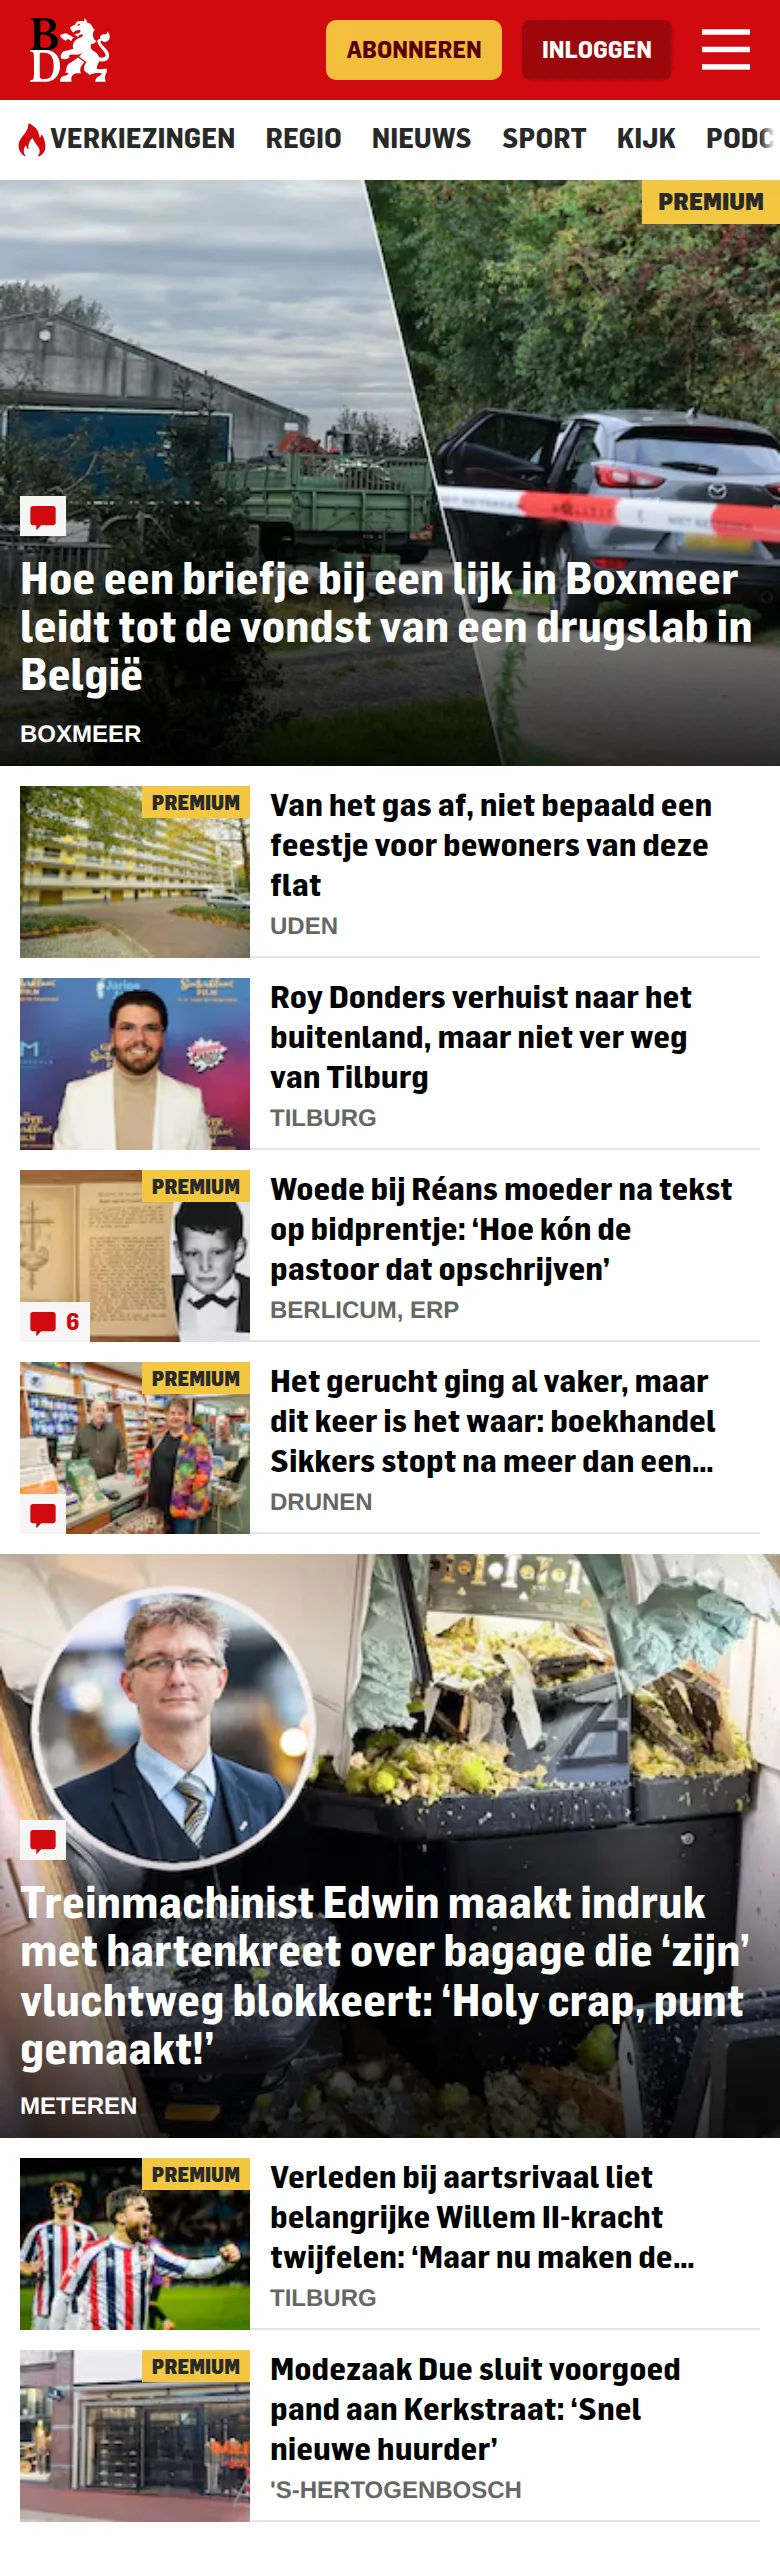 BD
ABONNEREN
INLOGGEN
VERKIEZINGEN REGIO NIEUWS SPORT KIJK PODC
PREMIUM
Hoe een briefje bij een lijk in Boxmeer
leidt tot de vondst van een drugslab in
België
BOXMEER
PREMIUM
Van het gas af, niet bepaald een
feestje voor bewoners van deze
flat
UDEN
Roy Donders verhuist naar het
buitenland, maar niet ver weg
van Tilburg
TILBURG
PREMIUM
6
Woede bij Réans moeder na tekst
op bidprentje: ‘Hoe kón de
pastoor dat opschrijven’
BERLICUM, ERP
PREMIUM
Het gerucht ging al vaker, maar
dit keer is het waar: boekhandel
Sikkers stopt na meer dan een...
DRUNEN
Treinmachinist Edwin maakt indruk
met hartenkreet over bagage die ‘zijn’
vluchtweg blokkeert: ‘Holy crap, punt
gemaakt!’
METEREN
PREMIUM
Verleden bij aartsrivaal liet
belangrijke Willem II-kracht
twijfelen: ‘Maar nu maken de...
TILBURG
PREMIUM
Modezaak Due sluit voorgoed
pand aan Kerkstraat: ‘Snel
nieuwe huurder’
'S-HERTOGENBOSCH